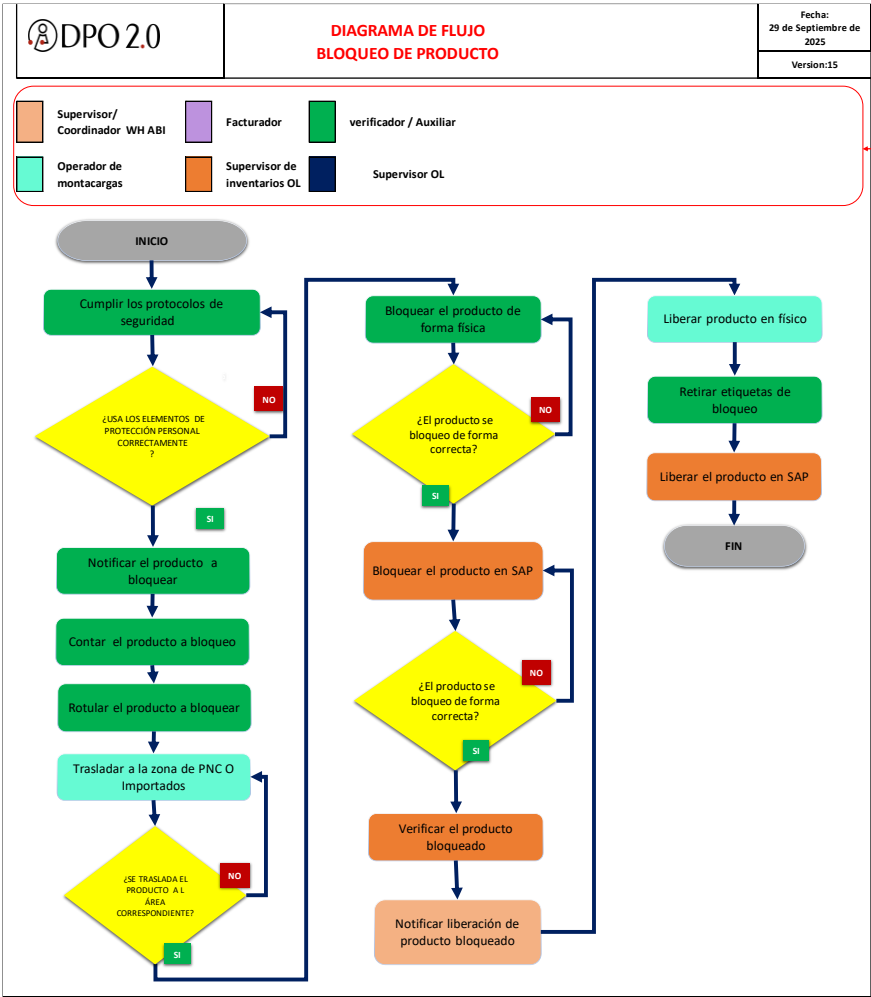 DPO 2.0
DIAGRAMA DE FLUJO
BLOQUEO DE PRODUCTO
Fecha:
29 de Septiembre de
2025
Version:15
Supervisor/
Coordinador WH ABI
Facturador
verificador / Auxiliar
Operador de
montacargas
Supervisor de
inventarios OL
Supervisor OL
INICIO
Cumplir los protocolos de
seguridad
¿USA LOS ELEMENTOS DE
PROTECCIÓN PERSONAL
CORRECTAMENTE
?
NO
SI
Notificar el producto a
bloquear
Contar el producto a bloqueo
Rotular el producto a bloquear
Trasladar a la zona de PNC O
Importados
¿SE TRASLADA EL
PRODUCTO A L
ÁREA
CORRESPONDIENTE?
NO
SI
Bloquear el producto de
forma física
¿El producto se
bloqueo de forma
correcta?
NO
SI
Bloquear el producto en SAP
¿El producto se
bloqueo de forma
correcta?
NO
SI
Verificar el producto
bloqueado
Notificar liberación de
producto bloqueado
Liberar producto en físico
Retirar etiquetas de
bloqueo
Liberar el producto en SAP
FIN